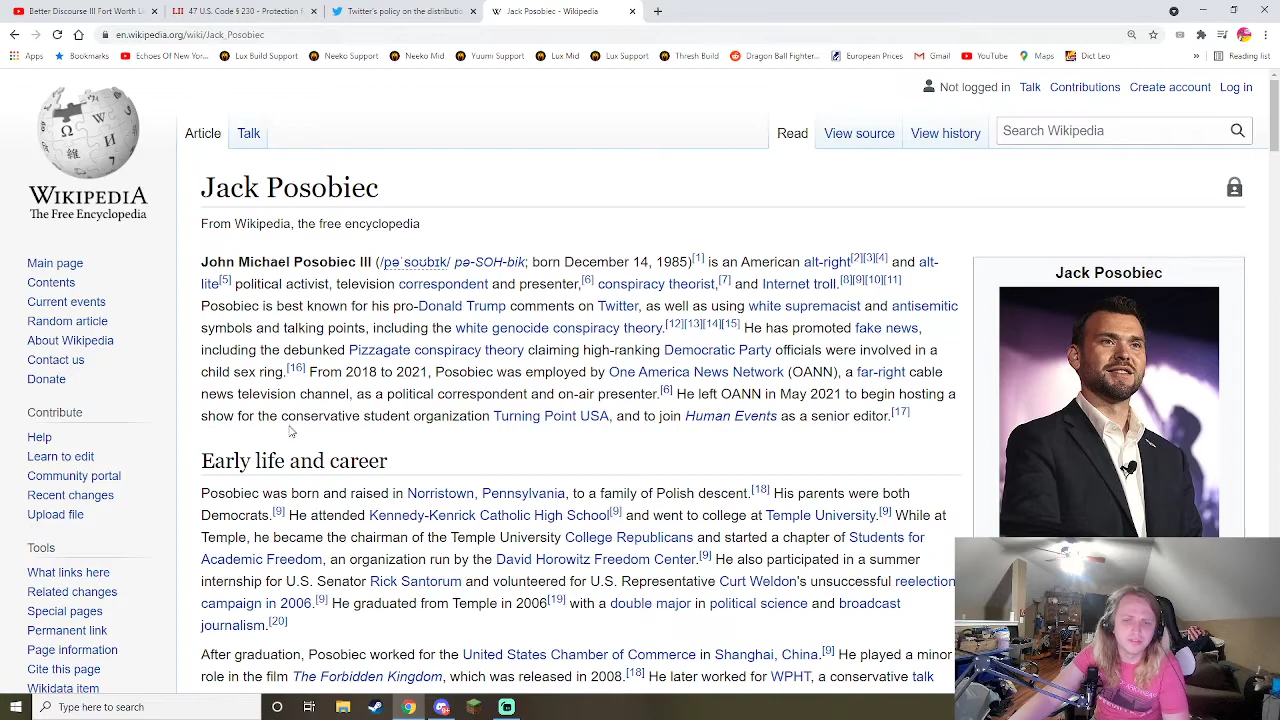 Better Discourse III Fort Worth Li
47 U.S. Code § 230 - Protection f
Twitter's policy on the distributio
Jack Posobiec - Wikipedia
en.wikipedia.org/wiki/Jack_Posobiec
Apps
Bookmarks
Echoes Of New Yor...
Lux Build Support
Neeko Support
Neeko Mid
Yuumi Support
Lux Mid
Lux Support
Thresh Build
Dragon Ball Fighter...
European Prices
Gmail
YouTube
Maps
Dict Leo
»
Reading list
Not logged in Talk Contributions Create account Log in
Article Talk
Read View source View history
Search Wikipedia
WIKIPEDIA
The Free Encyclopedia
Main page
Contents
Current events
Random article
About Wikipedia
Contact us
Donate
Contribute
Help
Learn to edit
Community portal
Recent changes
Upload file
Tools
What links here
Related changes
Special pages
Permanent link
Page information
Cite this page
Wikidata item
Jack Posobiec
From Wikipedia, the free encyclopedia
John Michael Posobiec III (/pəˈsoʊbɪk/ pə-SOH-bik; born December 14, 1985)[1] is an American alt-right[2][3][4] and alt-
lite[5] political activist, television correspondent and presenter,[6] conspiracy theorist,[7] and Internet troll.[8][9][10][11]
Posobiec is best known for his pro-Donald Trump comments on Twitter, as well as using white supremacist and antisemitic
symbols and talking points, including the white genocide conspiracy theory.[12][13][14][15] He has promoted fake news,
including the debunked Pizzagate conspiracy theory claiming high-ranking Democratic Party officials were involved in a
child sex ring.[16] From 2018 to 2021, Posobiec was employed by One America News Network (OANN), a far-right cable
news television channel, as a political correspondent and on-air presenter.[6] He left OANN in May 2021 to begin hosting a
show for the conservative student organization Turning Point USA, and to join Human Events as a senior editor.[17]
Early life and career
Posobiec was born and raised in Norristown, Pennsylvania, to a family of Polish descent.[18] His parents were both
Democrats.[9] He attended Kennedy-Kenrick Catholic High School[9] and went to college at Temple University.[9] While at
Temple, he became the chairman of the Temple University College Republicans and started a chapter of Students for
Academic Freedom, an organization run by the David Horowitz Freedom Center.[9] He also participated in a summer
internship for U.S. Senator Rick Santorum and volunteered for U.S. Representative Curt Weldon's unsuccessful reelection
campaign in 2006.[9] He graduated from Temple in 2006[19] with a double major in political science and broadcast
journalism.[20]
After graduation, Posobiec worked for the United States Chamber of Commerce in Shanghai, China.[9] He played a minor
role in the film The Forbidden Kingdom, which was released in 2008.[18] He later worked for WPHT, a conservative talk
Jack Posobiec
Type here to search